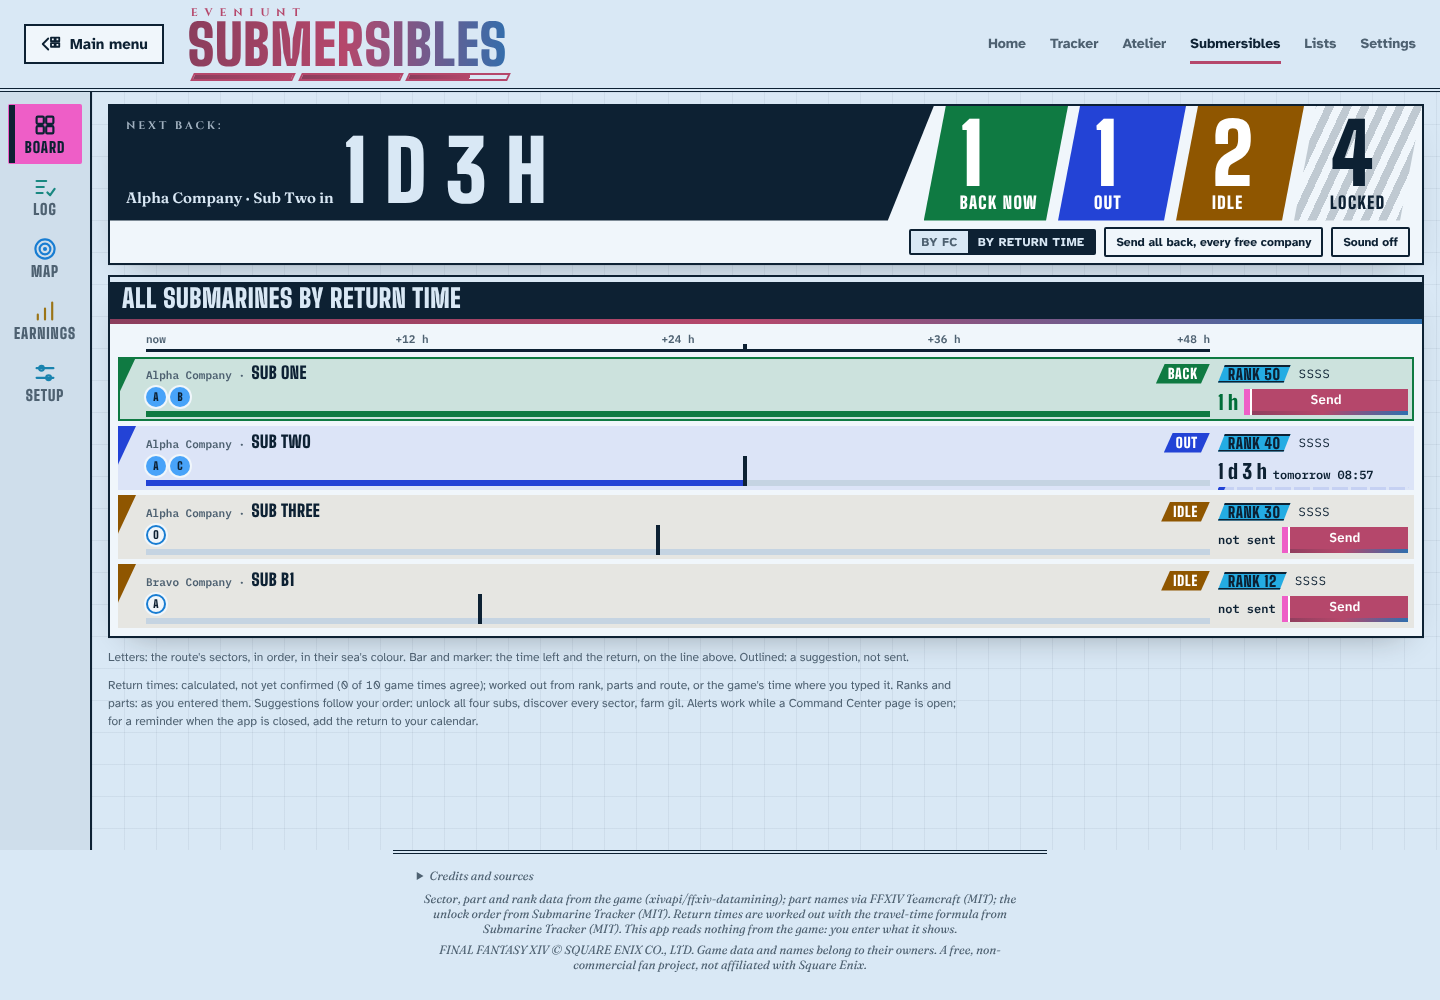 Main menu
EVENIUNT
SUBMERSIBLES
Home
Tracker
Atelier
Submersibles
Lists
Settings
BOARD
LOG
MAP
EARNINGS
SETUP
NEXT BACK:
Alpha Company · Sub Two in 1D3H
1
BACK NOW
1
OUT
2
IDLE
4
LOCKED
BY FC
BY RETURN TIME
Send all back, every free company
Sound off
ALL SUBMARINES BY RETURN TIME
now
+12 h
+24 h
+36 h
+48 h
Alpha Company · SUB ONE
BACK
RANK 50 SSSS
A B
1 h
Send
Alpha Company · SUB TWO
OUT
RANK 40 SSSS
A C
1 d 3 h tomorrow 08:57
Alpha Company · SUB THREE
IDLE
RANK 30 SSSS
O
not sent
Send
Bravo Company · SUB B1
IDLE
RANK 12 SSSS
A
not sent
Send
Letters: the route's sectors, in order, in their sea's colour. Bar and marker: the time left and the return, on the line above. Outlined: a suggestion, not sent.
Return times: calculated, not yet confirmed (0 of 10 game times agree); worked out from rank, parts and route, or the game's time where you typed it. Ranks and
parts: as you entered them. Suggestions follow your order: unlock all four subs, discover every sector, farm gil. Alerts work while a Command Center page is open;
for a reminder when the app is closed, add the return to your calendar.
Credits and sources
Sector, part and rank data from the game (xivapi/ffxiv-datamining); part names via FFXIV Teamcraft (MIT); the
unlock order from Submarine Tracker (MIT). Return times are worked out with the travel-time formula from
Submarine Tracker (MIT). This app reads nothing from the game: you enter what it shows.
FINAL FANTASY XIV © SQUARE ENIX CO., LTD. Game data and names belong to their owners. A free, non-
commercial fan project, not affiliated with Square Enix.